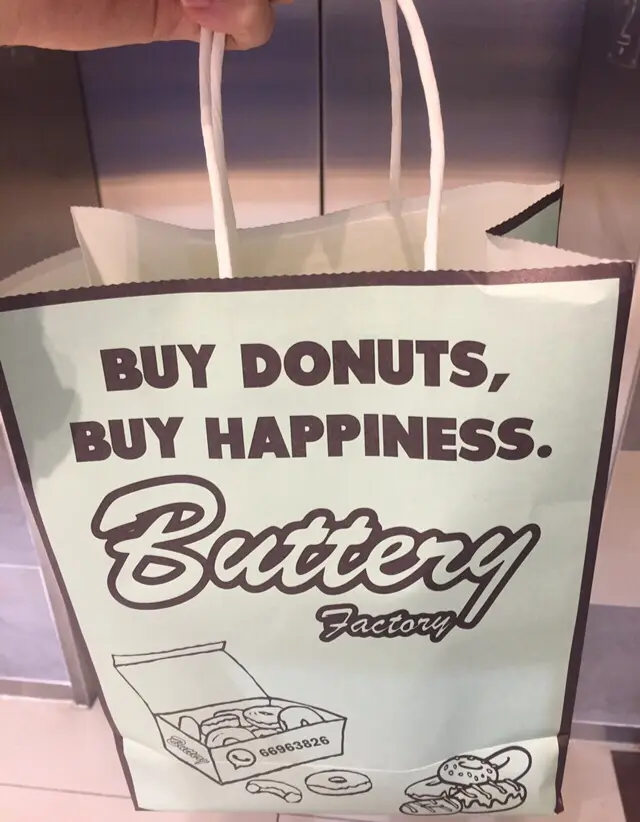 BUY DONUTS,
BUY HAPPINESS.
Buttery
Factory
Buttery
66963826